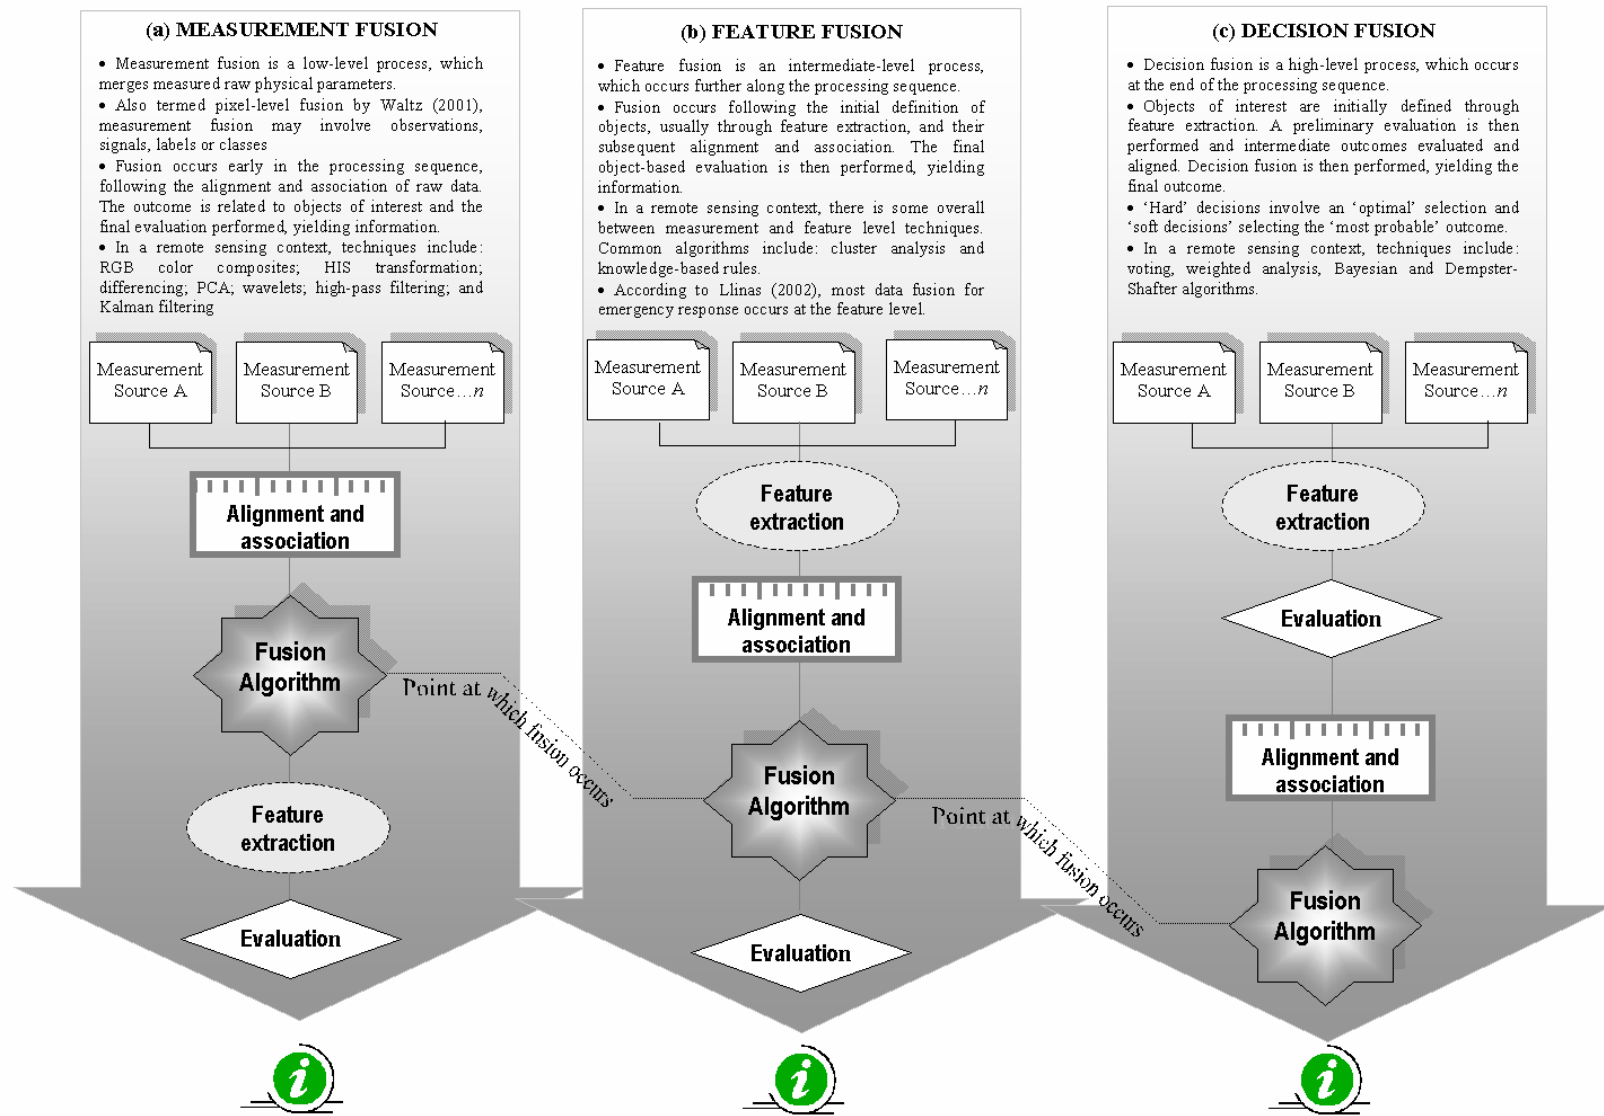 (a) MEASUREMENT FUSION
• Measurement fusion is a low-level process, which
merges measured raw physical parameters.
• Also termed pixel-level fusion by Waltz (2001),
measurement fusion may involve observations,
signals, labels or classes
• Fusion occurs early in the processing sequence,
following the alignment and association of raw data.
The outcome is related to objects of interest and the
final evaluation performed, yielding information.
• In a remote sensing context, techniques include:
RGB color composites; HIS transformation;
differencing; PCA; wavelets; high-pass filtering; and
Kalman filtering
Measurement
Source A
Measurement
Source B
Measurement
Source…n
Alignment and
association
Fusion
Algorithm
Point at which fusion occurs
Feature
extraction
Evaluation
i
(b) FEATURE FUSION
• Feature fusion is an intermediate-level process,
which occurs further along the processing sequence.
• Fusion occurs following the initial definition of
objects, usually through feature extraction, and their
subsequent alignment and association. The final
object-based evaluation is then performed, yielding
information.
• In a remote sensing context, there is some overall
between measurement and feature level techniques.
Common algorithms include: cluster analysis and
knowledge-based rules.
• According to Llinas (2002), most data fusion for
emergency response occurs at the feature level.
Measurement
Source A
Measurement
Source B
Measurement
Source…n
Feature
extraction
Alignment and
association
Fusion
Algorithm
Point at which fusion occurs
Evaluation
i
(c) DECISION FUSION
• Decision fusion is a high-level process, which occurs
at the end of the processing sequence.
• Objects of interest are initially defined through
feature extraction. A preliminary evaluation is then
performed and intermediate outcomes evaluated and
aligned. Decision fusion is then performed, yielding the
final outcome.
• ‘Hard’ decisions involve an ‘optimal’ selection and
‘soft decisions’ selecting the ‘most probable’ outcome.
• In a remote sensing context, techniques include:
voting, weighted analysis, Bayesian and Dempster-
Shafter algorithms.
Measurement
Source A
Measurement
Source B
Measurement
Source…n
Feature
extraction
Evaluation
Alignment and
association
Fusion
Algorithm
i